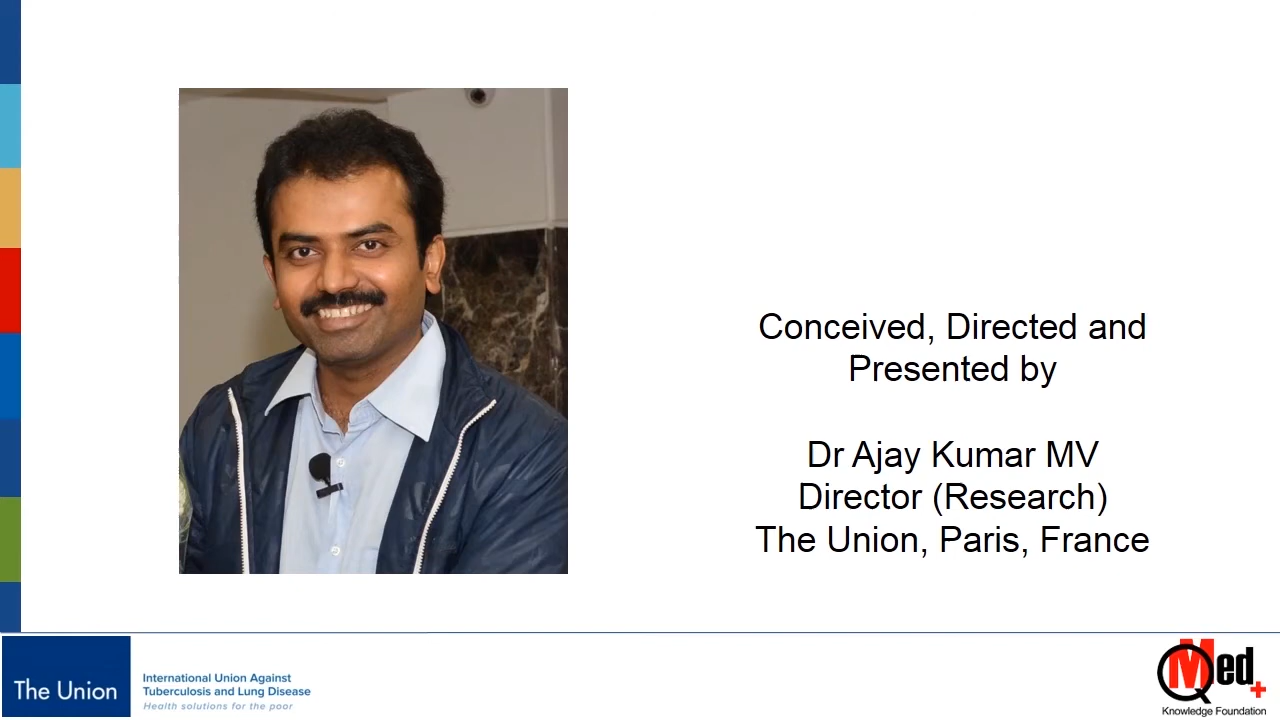 Conceived, Directed and
Presented by
Dr Ajay Kumar MV
Director (Research)
The Union, Paris, France
The Union
International Union Against
Tuberculosis and Lung Disease
Health solutions for the poor
QMed
Knowledge Foundation